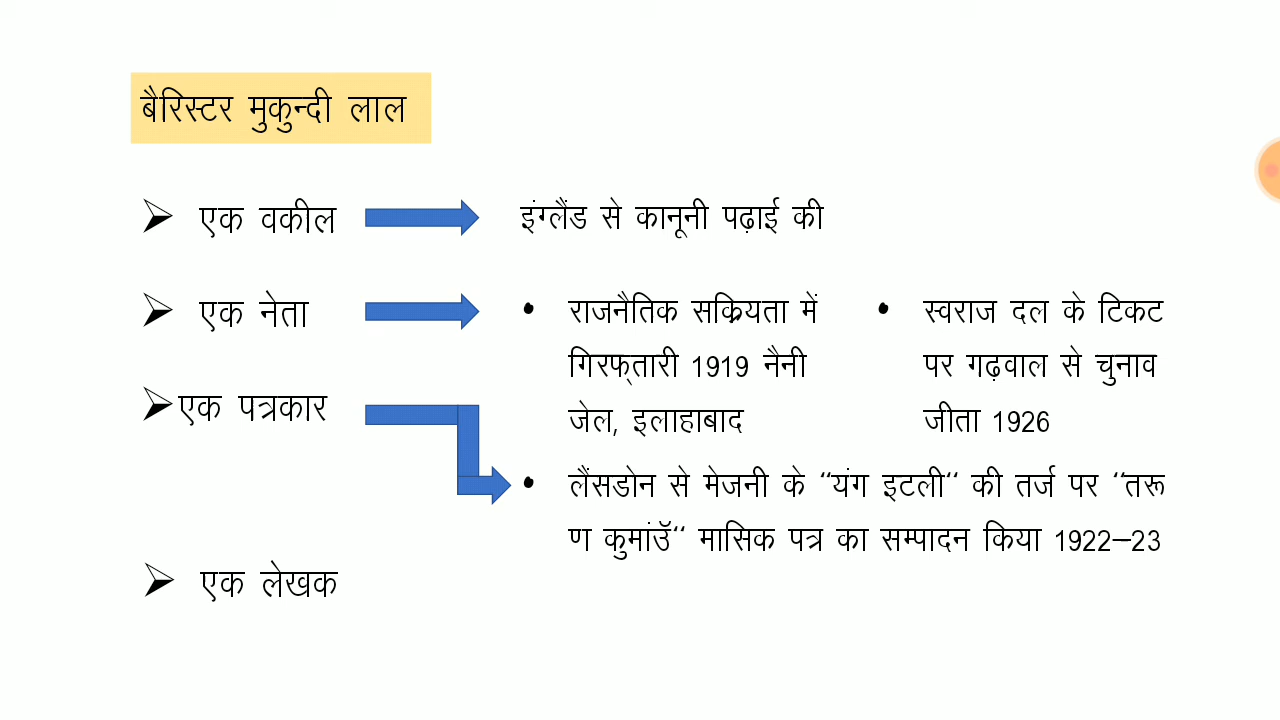 बैरिस्टर मुकुन्दी लाल
एक वकील
इंग्लैंड से कानूनी पढ़ाई की
एक नेता
राजनैतिक सक्रियता में
गिरफ्तारी 1919 नैनी
जेल, इलाहाबाद
स्वराज दल के टिकट
पर गढ़वाल से चुनाव
जीता 1926
एक पत्रकार
लैंसडोन से मेजनी के “यंग इटली“ की तर्ज पर “तरू
ण कुमांउॅ“ मासिक पत्र का सम्पादन किया 1922–23
एक लेखक